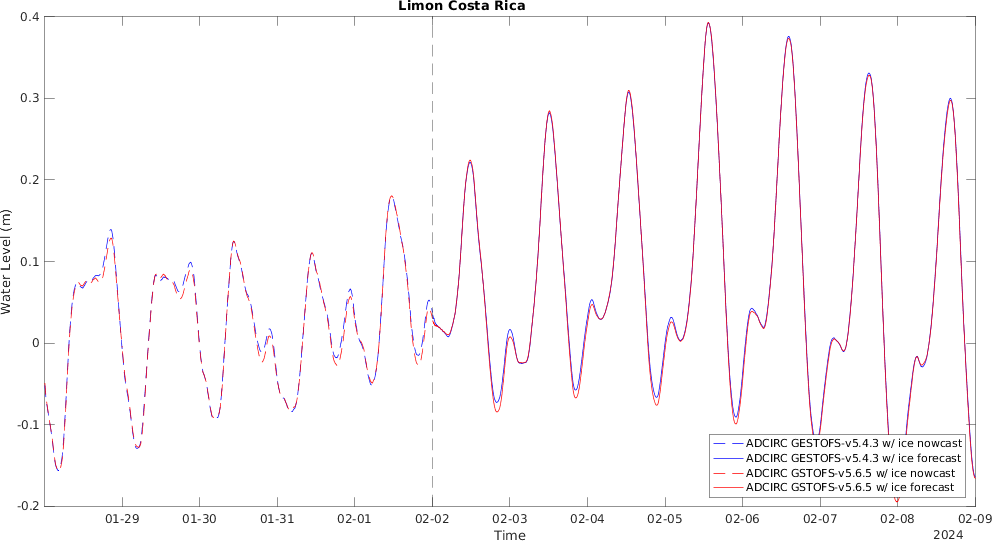 Limon Costa Rica
0.4
0.3
0.2
0.1
0
-0.1
-0.2
Water Level (m)
01-29 01-30 01-31 02-01 02-02 02-03 02-04 02-05 02-06 02-07 02-08 02-09
Time
2024
ADCIRC GESTOFS-v5.4.3 w/ ice nowcast
ADCIRC GESTOFS-v5.4.3 w/ ice forecast
ADCIRC GSTOFS-v5.6.5 w/ ice nowcast
ADCIRC GSTOFS-v5.6.5 w/ ice forecast